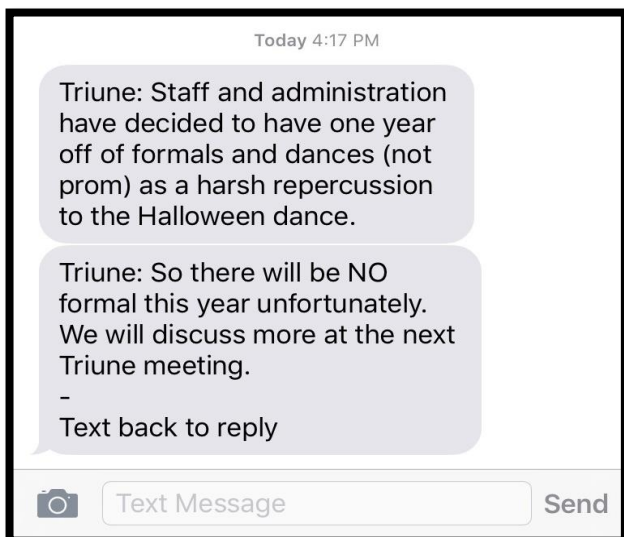 Today 4:17 PM
Triune: Staff and administration
have decided to have one year
off of formals and dances (not
prom) as a harsh repercussion
to the Halloween dance.
Triune: So there will be NO
formal this year unfortunately.
We will discuss more at the next
Triune meeting.
-
Text back to reply
Text Message
Send